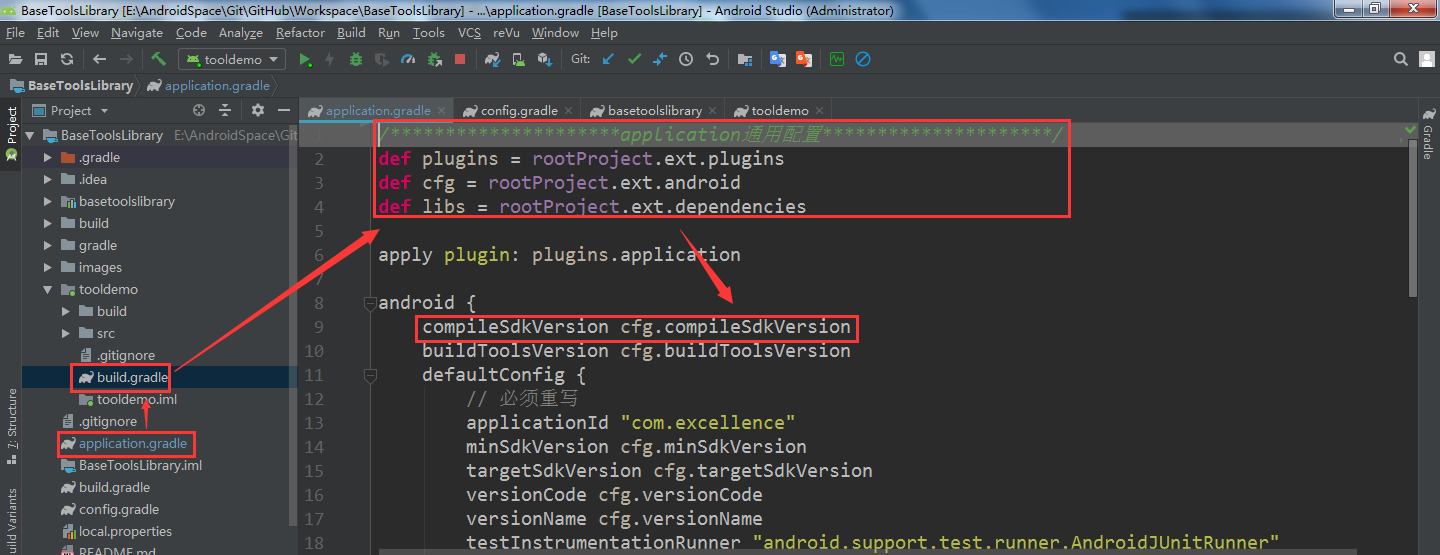 BaseToolsLibrary [E:\AndroidSpace\Git\GitHub\Workspace\BaseToolsLibrary] - ...\application.gradle [BaseToolsLibrary] - Android Studio (Administrator)
File Edit View Navigate Code Analyze Refactor Build Run Tools VCS reVu Window Help
tooldemo Git:
BaseToolsLibrary application.gradle
Project
application.gradle config.gradle basetoolslibrary tooldemo
Project
7: Structure
Build Variants
Gradle
BaseToolsLibrary E:\AndroidSpace\Git
.gradle
.idea
basetoolslibrary
build
gradle
images
tooldemo
build
src
.gitignore
build.gradle
tooldemo.iml
.gitignore
application.gradle
BaseToolsLibrary.iml
build.gradle
config.gradle
local.properties
README.md
/*********************application通用配置*********************/
2 def plugins = rootProject.ext.plugins
3 def cfg = rootProject.ext.android
4 def libs = rootProject.ext.dependencies
5
6 apply plugin: plugins.application
7
8 android {
9 compileSdkVersion cfg.compileSdkVersion
10 buildToolsVersion cfg.buildToolsVersion
11 defaultConfig {
12 // 必须重写
13 applicationId "com.excellence"
14 minSdkVersion cfg.minSdkVersion
15 targetSdkVersion cfg.targetSdkVersion
16 versionCode cfg.versionCode
17 versionName cfg.versionName
18 testInstrumentationRunner "android.support.test.runner.AndroidJUnitRunner"